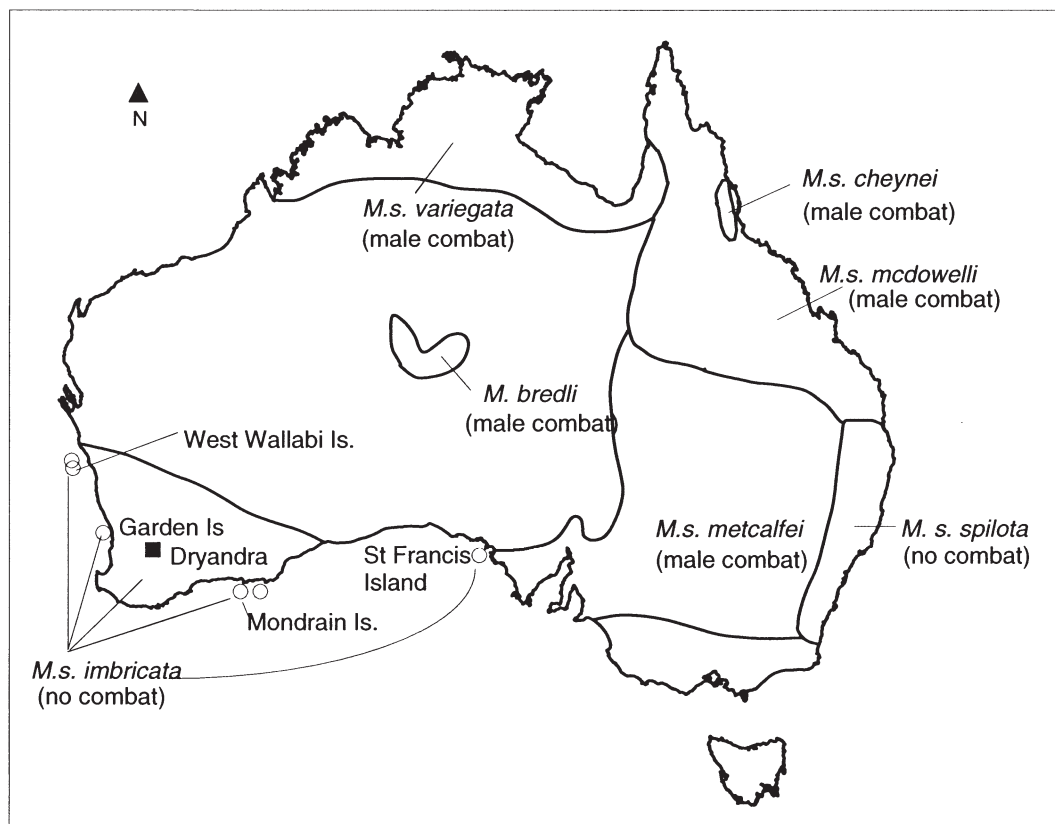 N
M.s. cheynei
(male combat)
M.s. variegata
(male combat)
M.s. mcdowelli
(male combat)
M. bredli
(male combat)
West Wallabi Is.
Garden Is
Dryandra
St Francis
Island
M.s. metcalfei
(male combat)
M. s. spilota
(no combat)
Mondrain Is.
M.s. imbricata
(no combat)